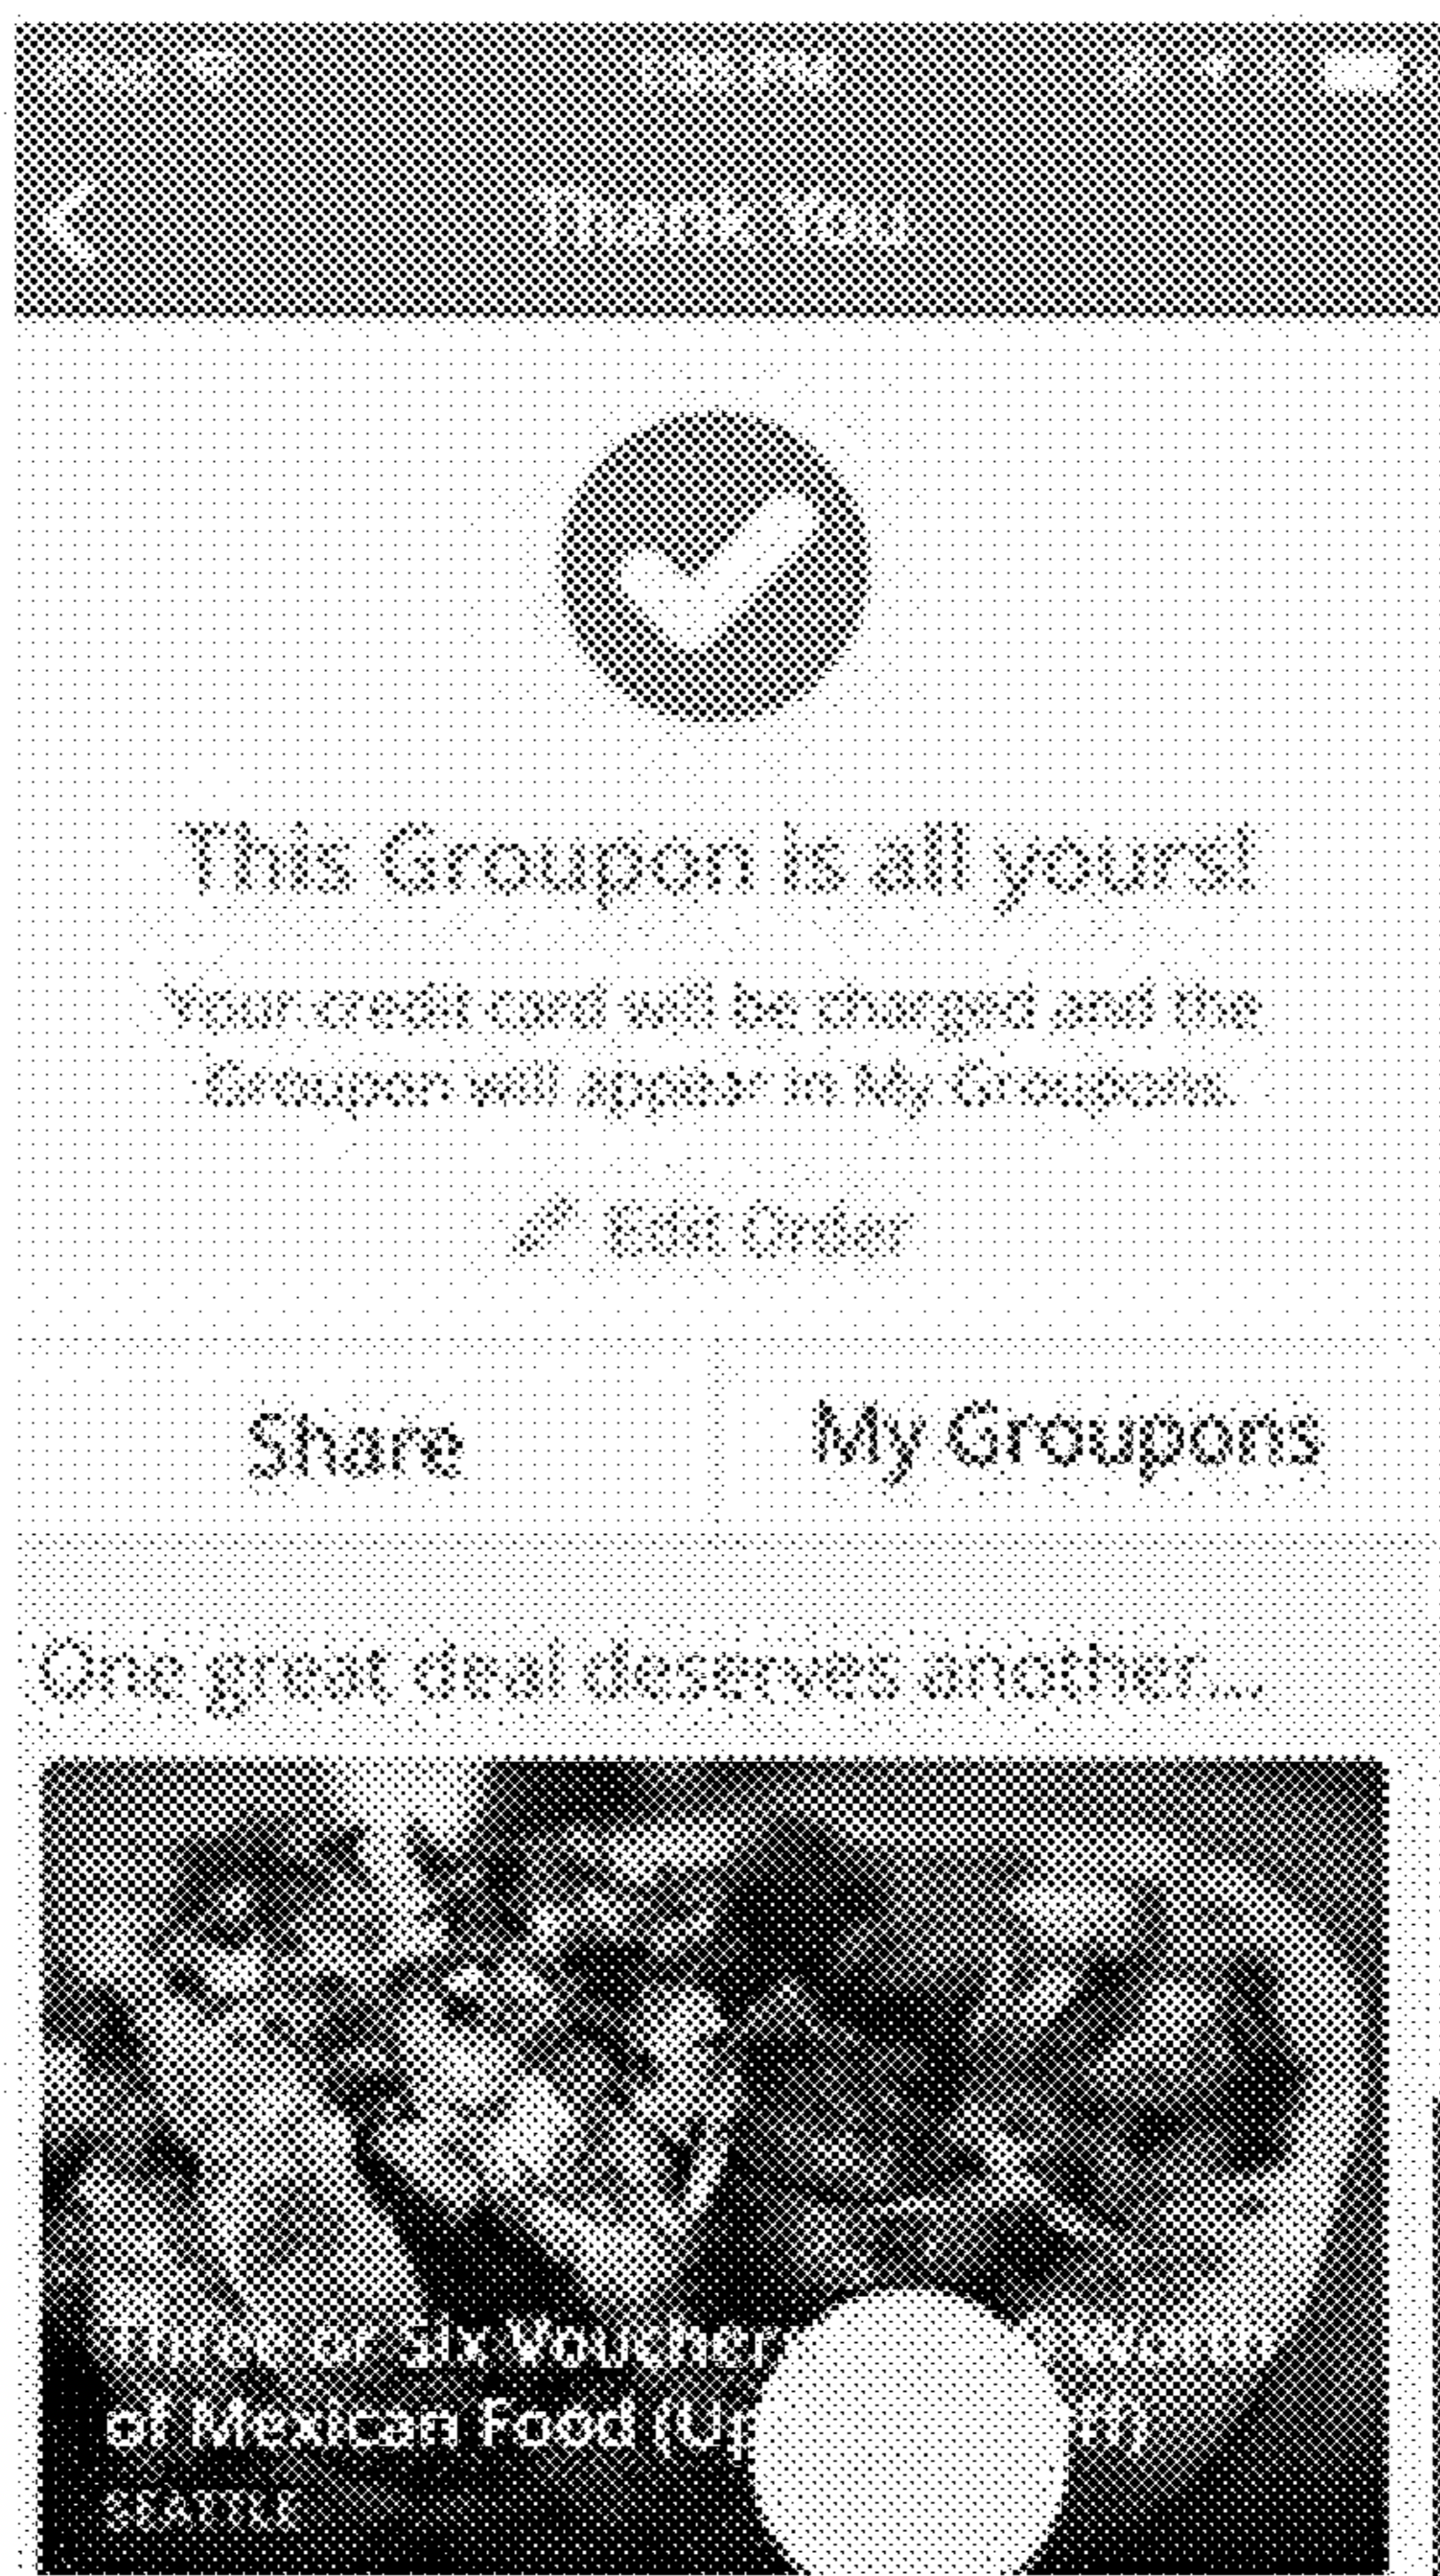 Thank You
This Groupon is all yours!
Your credit card will be charged and the
Groupon will appear in My Groupons.
Edit Order
Share
My Groupons
One great deal deserves another...
Three or Six Voucher
of Mexican Food (Up
SEATTLE